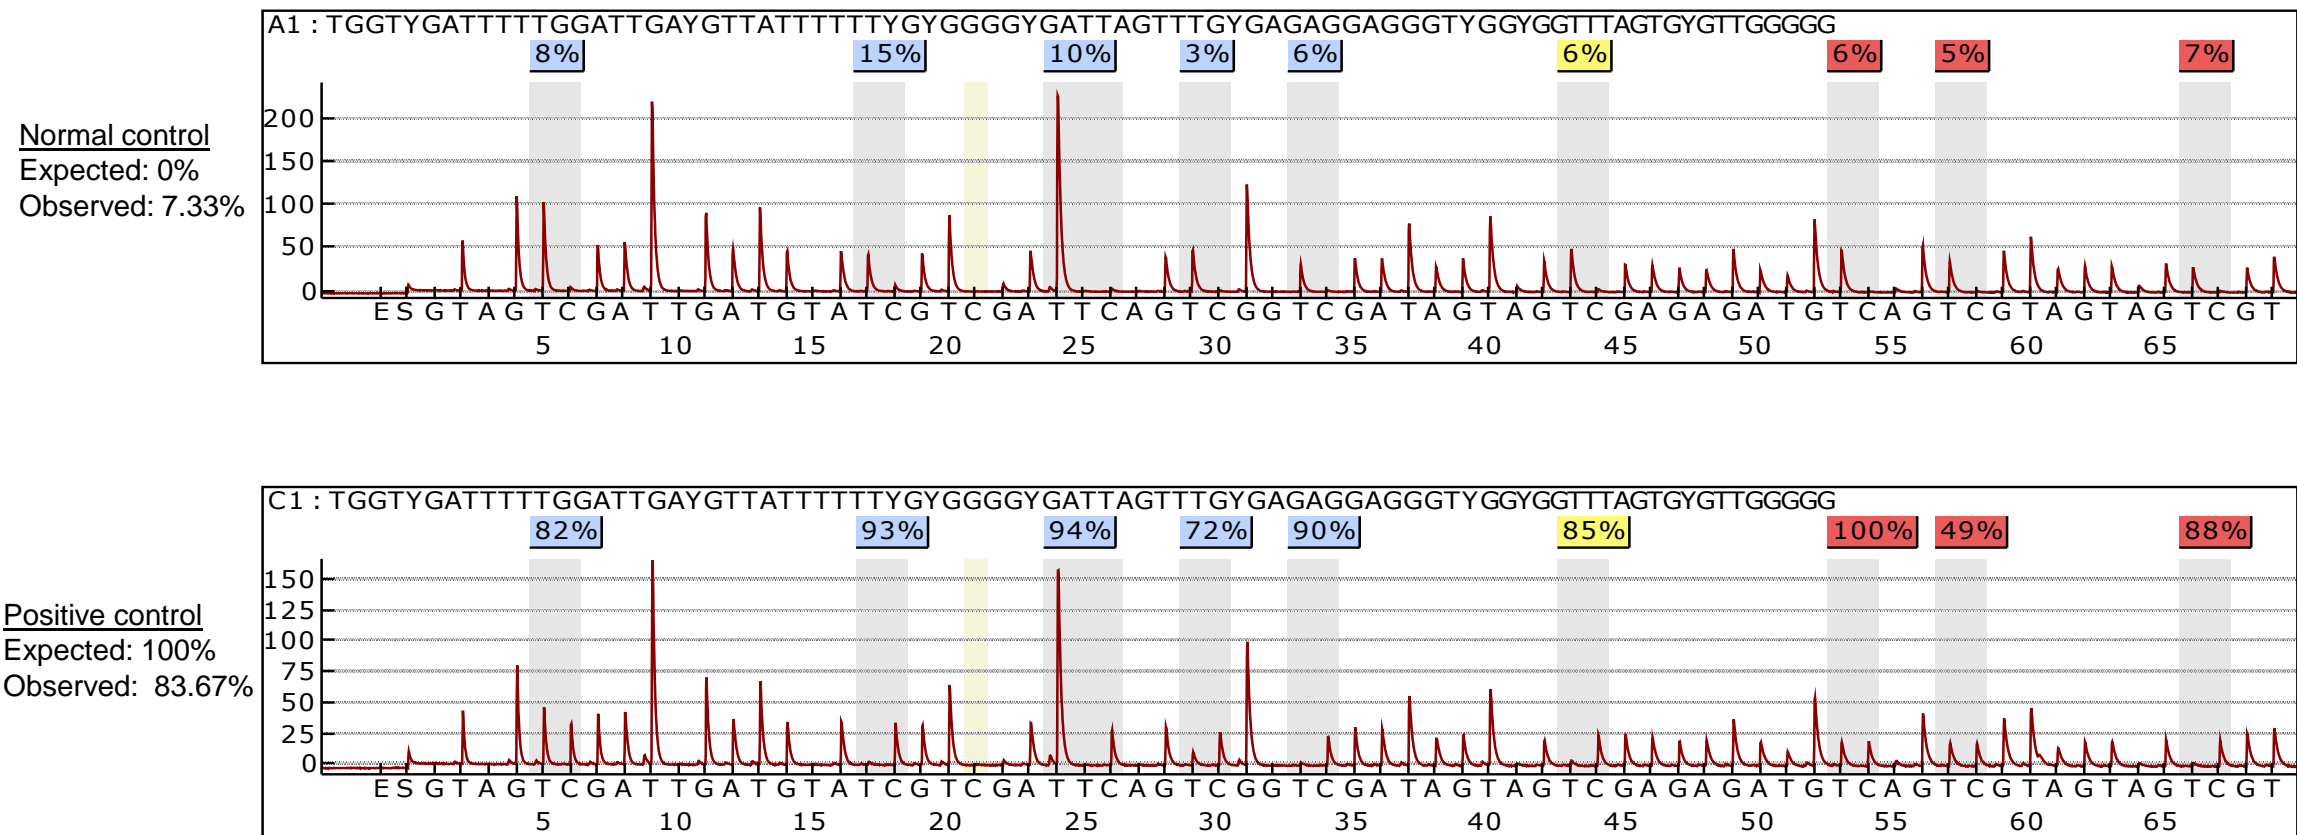 A1 : TGGTYGATTTTTGGATTGAYGTTATTTTTTYGYGGGGYGATTAGTTTGYGAGAGGAGGGTYGGYGGTTTAGTGYGTTGGGGG
8% 15% 10% 3% 6% 6% 6% 5% 7%
Normal control
Expected: 0%
Observed: 7.33%
200
150
100
50
0
E S G T A G T C G A T T G A T G T A T C G T C G A T T C A G T C G G T C G A T A G T A G T C G A G A G A T G T C A G T C G T A G T A G T C G T
5 10 15 20 25 30 35 40 45 50 55 60 65
C1 : TGGTYGATTTTTGGATTGAYGTTATTTTTTYGYGGGGYGATTAGTTTGYGAGAGGAGGGTYGGYGGTTTAGTGYGTTGGGGG
82% 93% 94% 72% 90% 85% 100% 49% 88%
Positive control
Expected: 100%
Observed: 83.67%
150
125
100
75
50
25
0
E S G T A G T C G A T T G A T G T A T C G T C G A T T C A G T C G G T C G A T A G T A G T C G A G A G A T G T C A G T C G T A G T A G T C G T
5 10 15 20 25 30 35 40 45 50 55 60 65